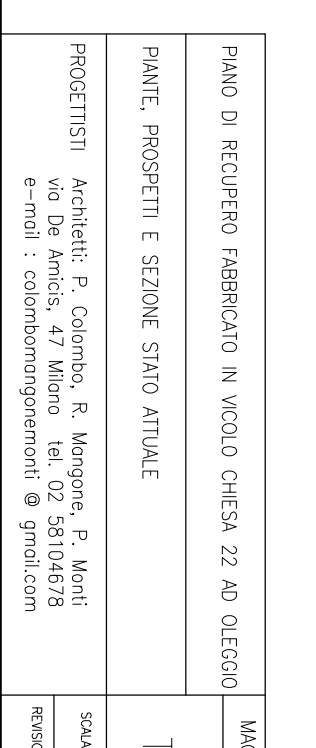 PIANO DI RECUPERO FABBRICATO IN VICOLO CHIESA 22 AD OLEGGIO
PIANTE, PROSPETTI E SEZIONE STATO ATTUALE
PROGETTISTI Architetti: P. Colombo, R. Mangone, P. Monti
via De Amicis, 47 Milano tel. 02 58104678
e-mail : colombomangonemonti @ gmail.com
SCALA